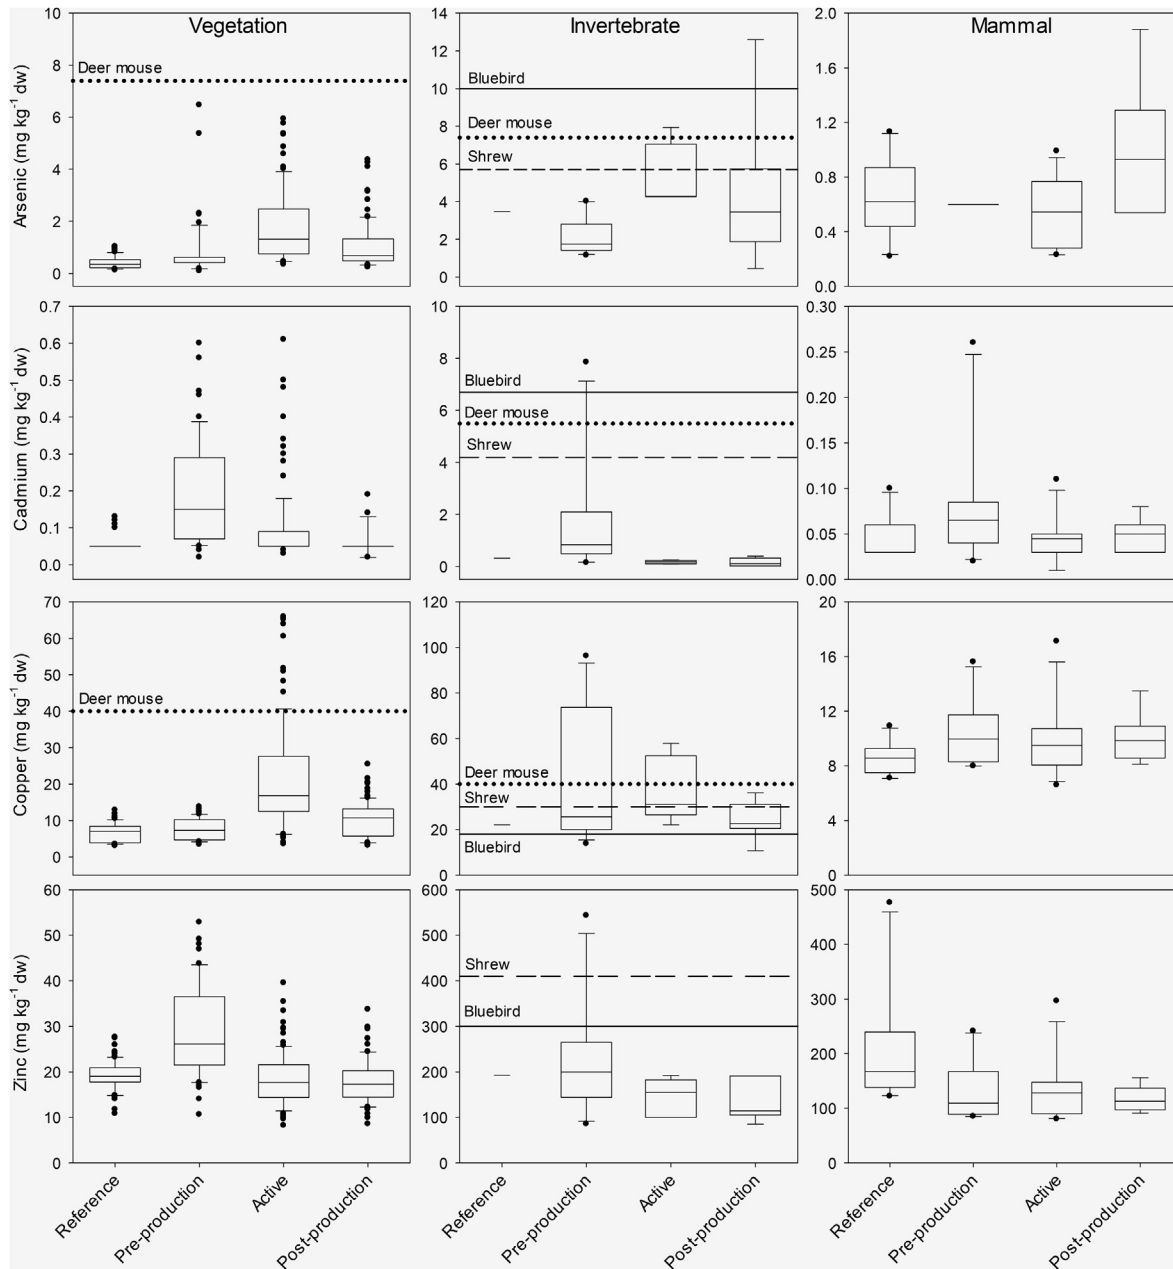 Vegetation
Invertebrate
Mammal
Arsenic (mg kg⁻¹ dw)
10
8
6
4
2
0
Deer mouse
14
12
10
8
6
4
2
0
Bluebird
Deer mouse
Shrew
2.0
1.6
1.2
0.8
0.4
0.0
Cadmium (mg kg⁻¹ dw)
0.7
0.6
0.5
0.4
0.3
0.2
0.1
0.0
10
8
6
4
2
0
Bluebird
Deer mouse
Shrew
0.30
0.25
0.20
0.15
0.10
0.05
0.00
Copper (mg kg⁻¹ dw)
70
60
50
40
30
20
10
0
Deer mouse
120
100
80
60
40
20
0
Deer mouse
Shrew
Bluebird
20
16
12
8
4
0
Zinc (mg kg⁻¹ dw)
60
50
40
30
20
10
0
600
500
400
300
200
100
0
Shrew
Bluebird
500
400
300
200
100
0
Reference
Pre-production
Active
Post-production
Reference
Pre-production
Active
Post-production
Reference
Pre-production
Active
Post-production